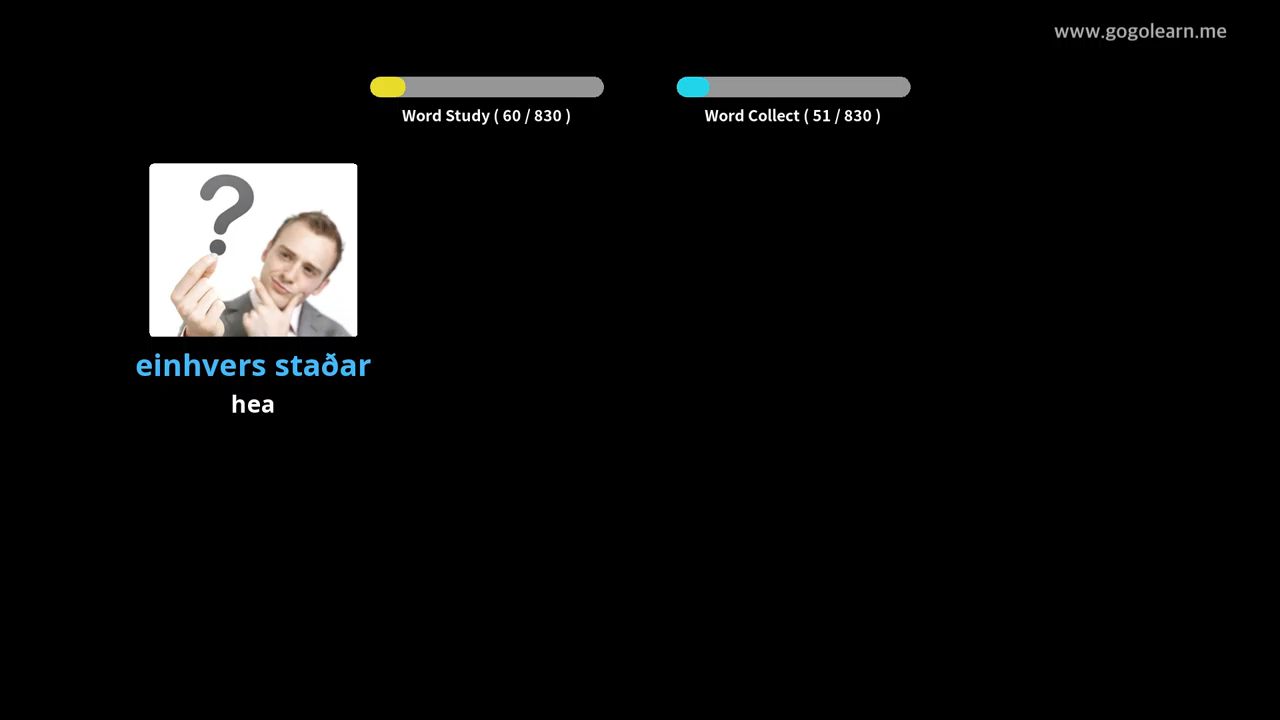 www.gogolearn.me
Word Study ( 60 / 830 )
Word Collect ( 51 / 830 )
?
einhvers staðar
hea